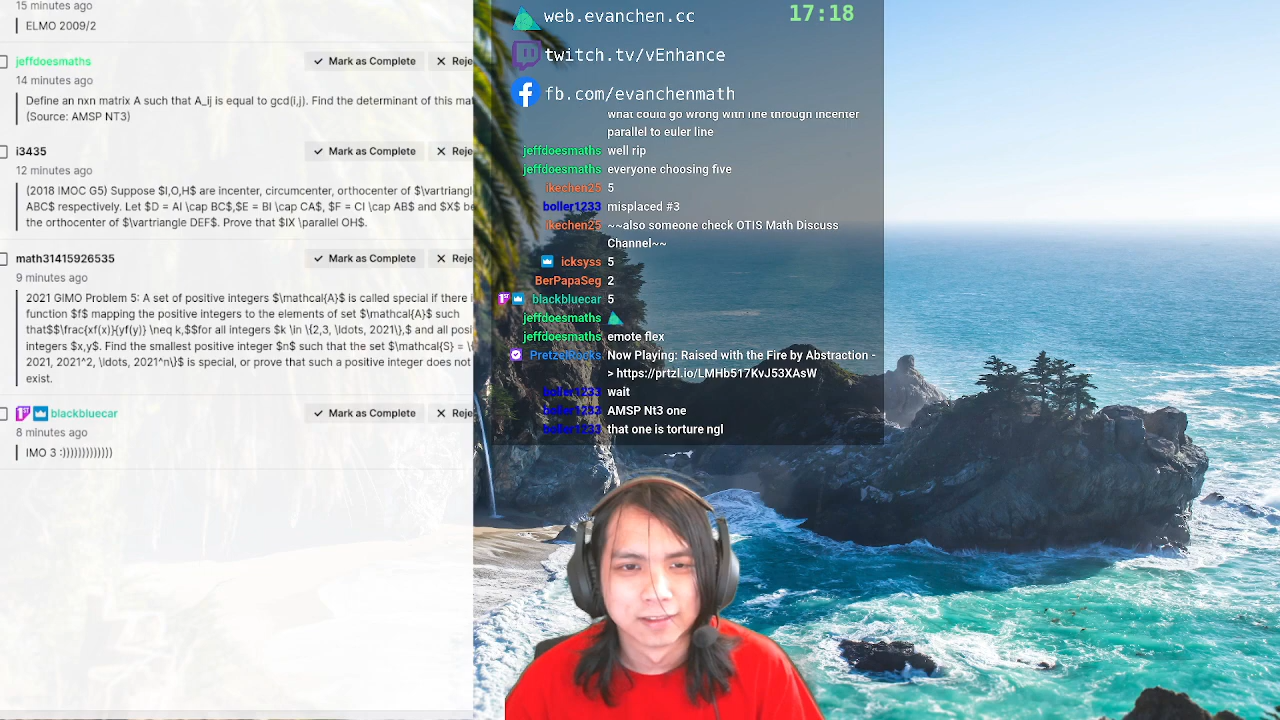 15 minutes ago
ELMO 2009/2
jeffdoesmaths
Mark as Complete
Reje
14 minutes ago
Define an nxn matrix A such that A_ij is equal to gcd(i,j). Find the determinant of this mat
(Source: AMSP NT3)
i3435
Mark as Complete
Reje
12 minutes ago
(2018 IMOC G5) Suppose $I,O,H$ are incenter, circumcenter, orthocenter of $\vartriangl
ABC$ respectively. Let $D = AI \cap BC$,$E = BI \cap CA$, $F = CI \cap AB$ and $X$ be
the orthocenter of $\vartriangle DEF$. Prove that $IX \parallel OH$.
math31415926535
Mark as Complete
Reje
9 minutes ago
2021 GIMO Problem 5: A set of positive integers $\mathcal{A}$ is called special if there i
function $f$ mapping the positive integers to the elements of set $\mathcal{A}$ such
that$$\frac{xf(x)}{yf(y)} \neq k,$$for all integers $k \in \{2,3, \ldots, 2021\},$ and all pos
integers $x,y$. Find the smallest positive integer $n$ such that the set $\mathcal{S} = \{
2021, 2021^2, \ldots, 2021^n\}$ is special, or prove that such a positive integer does not
exist.
blackbluecar
Mark as Complete
Reje
8 minutes ago
IMO 3 :))))))))))))))
web.evanchen.cc
17:18
twitch.tv/vEnhance
fb.com/evanchenmath
what could go wrong with line through incenter
parallel to euler line
jeffdoesmaths well rip
jeffdoesmaths everyone choosing five
ikechen25 5
boller1233 misplaced #3
ikechen25 ~~also someone check OTIS Math Discuss
Channel~~
icksyss 5
BerPapaSeg 2
blackbluecar 5
jeffdoesmaths
jeffdoesmaths emote flex
PretzelRocks Now Playing: Raised with the Fire by Abstraction -
> https://prtzl.io/LMHb517KvJ53XAsW
boller1233 wait
boller1233 AMSP Nt3 one
boller1233 that one is torture ngl